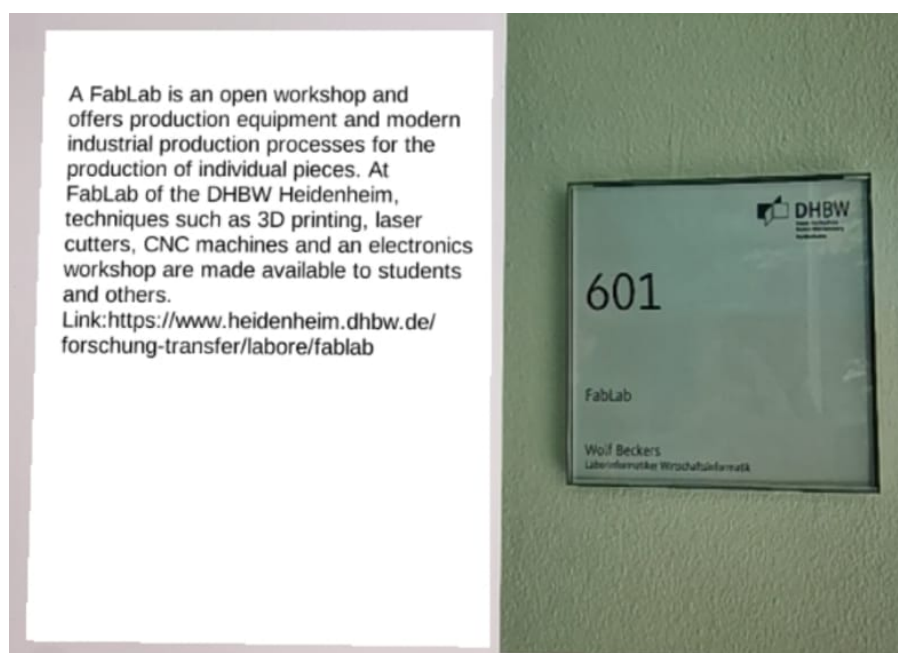 A FabLab is an open workshop and
offers production equipment and modern
industrial production processes for the
production of individual pieces. At
FabLab of the DHBW Heidenheim,
techniques such as 3D printing, laser
cutters, CNC machines and an electronics
workshop are made available to students
and others.
Link:https://www.heidenheim.dhbw.de/
forschung-transfer/labore/fablab
DHBW
601
FabLab
Wolf Beckers
Laborinformatiker Wirtschaftsinformatik